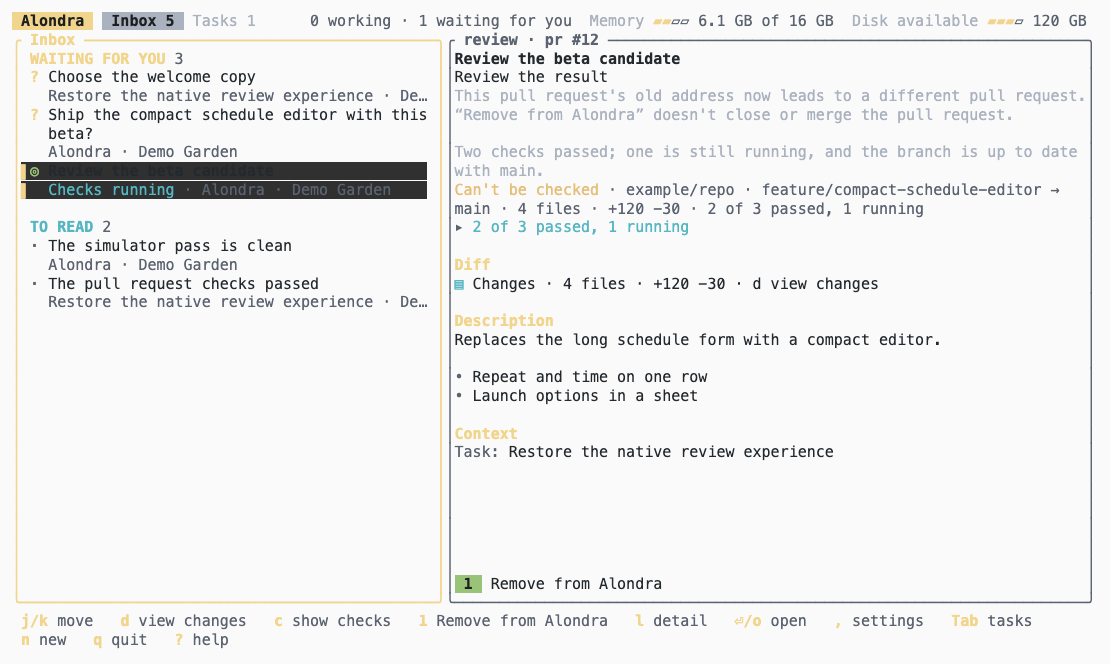 Alondra Inbox 5 Tasks 1 0 working · 1 waiting for you Memory ▰▰▱▱ 6.1 GB of 16 GB Disk available ▰▰▰▱ 120 GB
Inbox
WAITING FOR YOU 3
? Choose the welcome copy
Restore the native review experience · De…
? Ship the compact schedule editor with this
beta?
Alondra · Demo Garden
◎ Review the beta candidate
Checks running · Alondra · Demo Garden
TO READ 2
· The simulator pass is clean
Alondra · Demo Garden
· The pull request checks passed
Restore the native review experience · De…
review · pr #12
Review the beta candidate
Review the result
This pull request's old address now leads to a different pull request.
“Remove from Alondra” doesn't close or merge the pull request.
Two checks passed; one is still running, and the branch is up to date
with main.
Can't be checked · example/repo · feature/compact-schedule-editor →
main · 4 files · +120 −30 · 2 of 3 passed, 1 running
▸ 2 of 3 passed, 1 running
Diff
▤ Changes · 4 files · +120 −30 · d view changes
Description
Replaces the long schedule form with a compact editor.
• Repeat and time on one row
• Launch options in a sheet
Context
Task: Restore the native review experience
1 Remove from Alondra
j/k move d view changes c show checks 1 Remove from Alondra l detail ⏎/o open , settings Tab tasks
n new q quit ? help